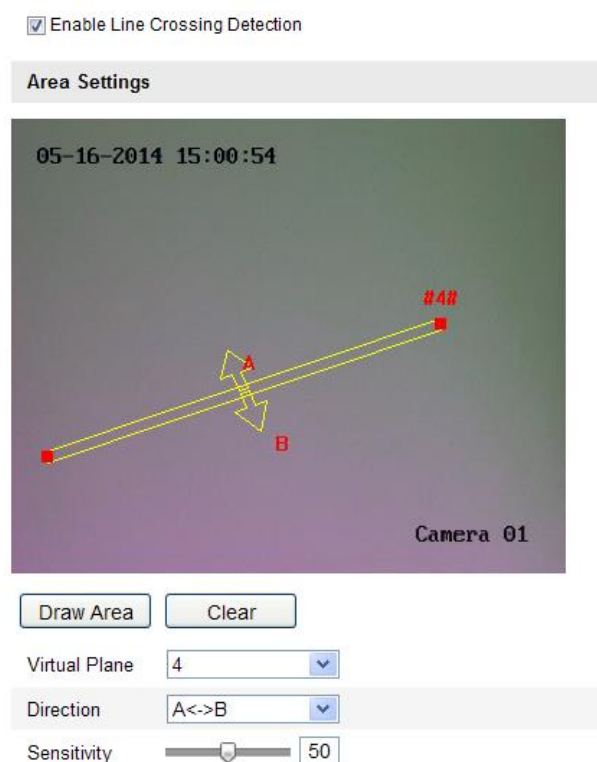 Enable Line Crossing Detection
Area Settings
05-16-2014 15:00:54
#4#
A
B
Camera 01
Draw Area Clear
Virtual Plane 4
Direction A<->B
Sensitivity 50